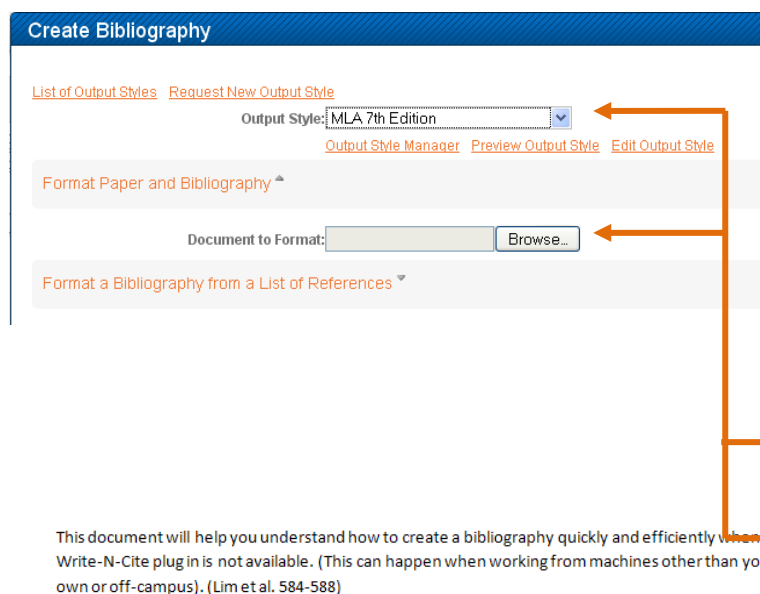 Create Bibliography
List of Output Styles Request New Output Style
Output Style: MLA 7th Edition
Output Style Manager Preview Output Style Edit Output Style
Format Paper and Bibliography
Document to Format: Browse...
Format a Bibliography from a List of References
This document will help you understand how to create a bibliography quickly and efficiently when
Write-N-Cite plug in is not available. (This can happen when working from machines other than yo
own or off-campus). (Lim et al. 584-588)